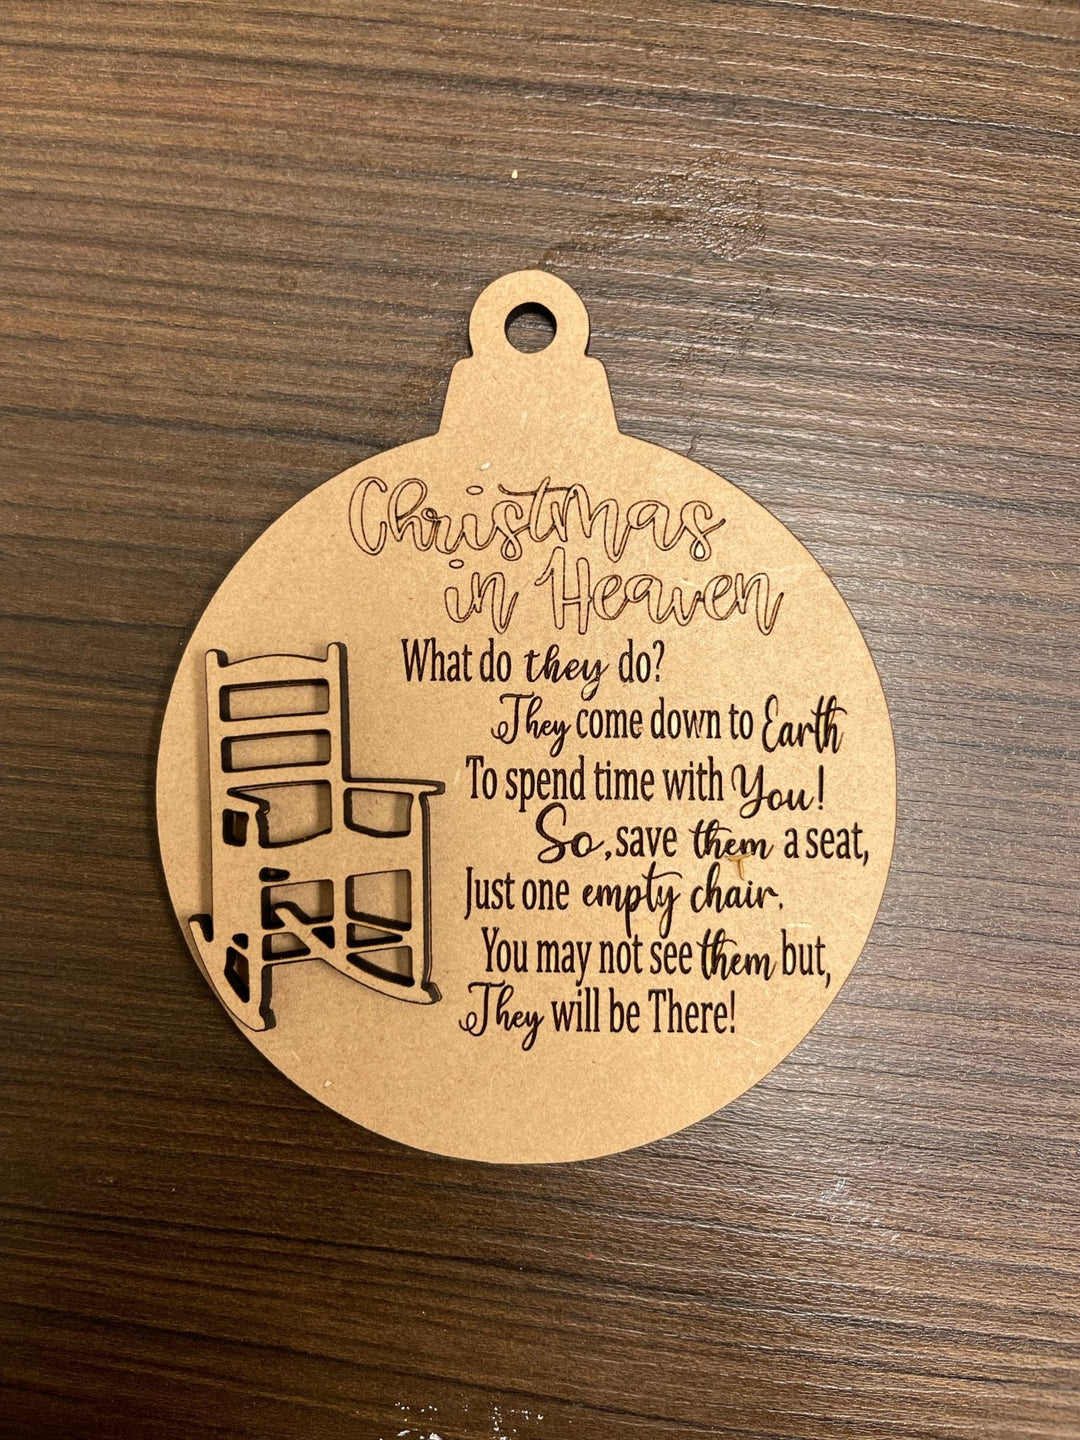 Christmas
in Heaven
What do they do?
They come down to Earth
To spend time with You!
So, save them a seat,
Just one empty chair.
You may not see them but,
They will be There!